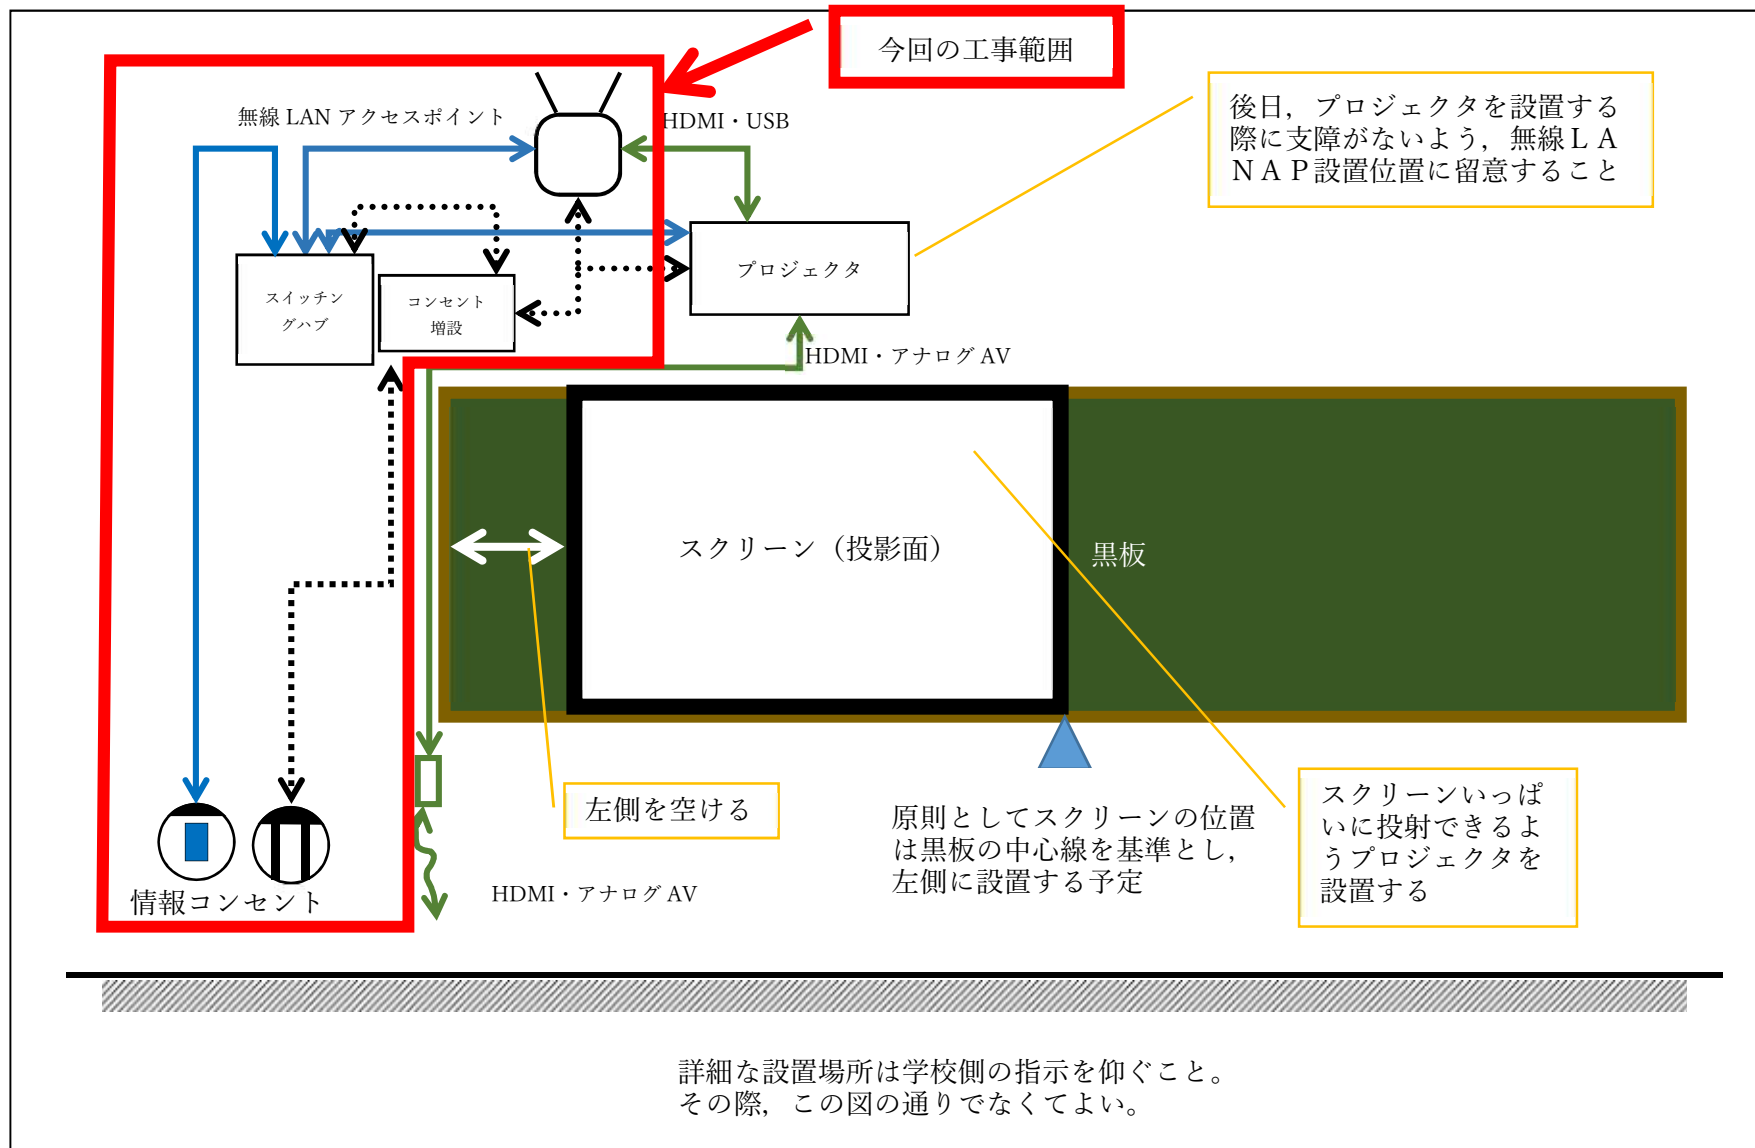 今回の工事範囲
無線 LAN アクセスポイント
HDMI・USB
後日，プロジェクタを設置する
際に支障がないよう，無線ＬＡ
ＮＡＰ設置位置に留意すること
プロジェクタ
スイッチン
グハブ
コンセント
増設
HDMI・アナログ AV
スクリーン（投影面）
黒板
左側を空ける
原則としてスクリーンの位置
は黒板の中心線を基準とし，
左側に設置する予定
スクリーンいっぱ
いに投射できるよ
うプロジェクタを
設置する
情報コンセント
HDMI・アナログ AV
詳細な設置場所は学校側の指示を仰ぐこと。
その際，この図の通りでなくてよい。